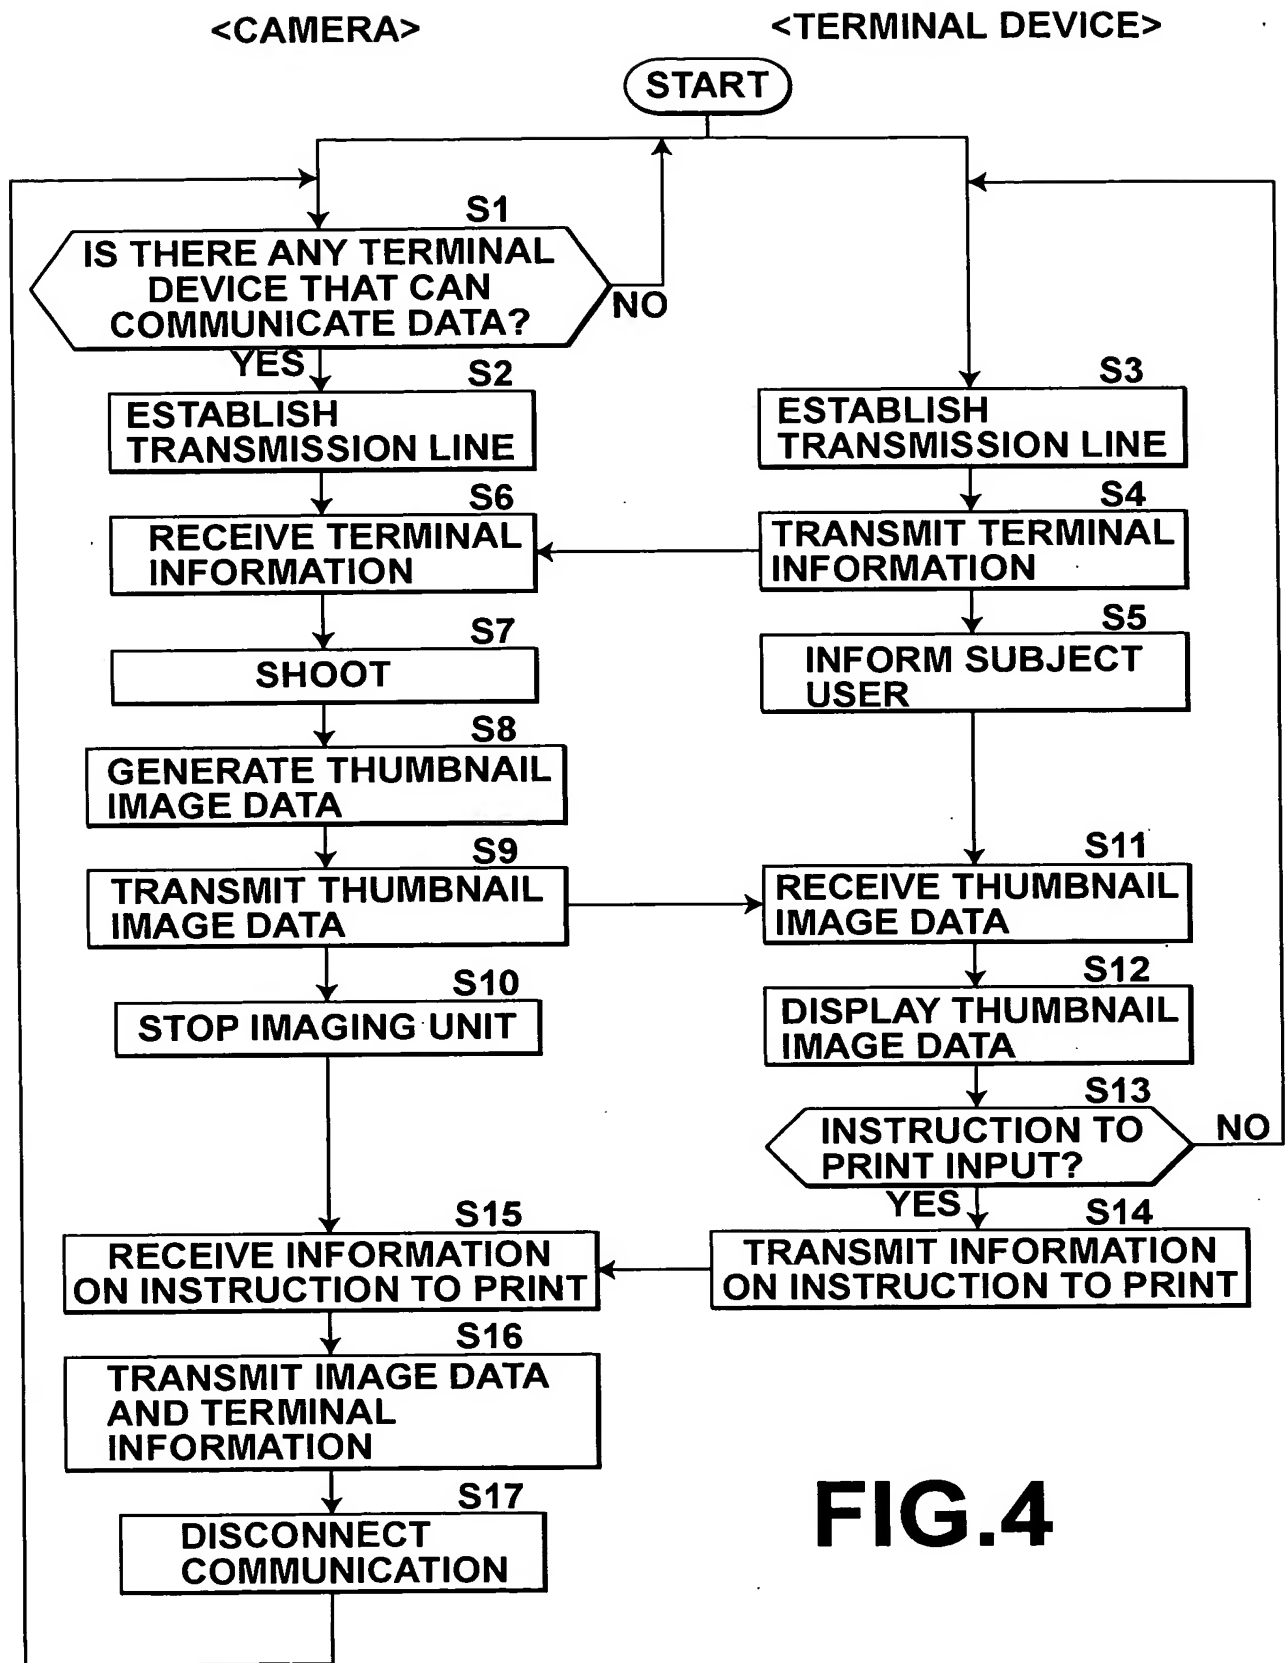 <CAMERA>
<TERMINAL DEVICE>
START
S1
IS THERE ANY TERMINAL
DEVICE THAT CAN
COMMUNICATE DATA?
NO
YES
S2
ESTABLISH
TRANSMISSION LINE
S3
ESTABLISH
TRANSMISSION LINE
S6
RECEIVE TERMINAL
INFORMATION
S4
TRANSMIT TERMINAL
INFORMATION
S7
SHOOT
S5
INFORM SUBJECT
USER
S8
GENERATE THUMBNAIL
IMAGE DATA
S9
TRANSMIT THUMBNAIL
IMAGE DATA
S11
RECEIVE THUMBNAIL
IMAGE DATA
S10
STOP IMAGING UNIT
S12
DISPLAY THUMBNAIL
IMAGE DATA
S13
INSTRUCTION TO
PRINT INPUT?
NO
YES
S15
RECEIVE INFORMATION
ON INSTRUCTION TO PRINT
S14
TRANSMIT INFORMATION
ON INSTRUCTION TO PRINT
S16
TRANSMIT IMAGE DATA
AND TERMINAL
INFORMATION
S17
DISCONNECT
COMMUNICATION
FIG.4